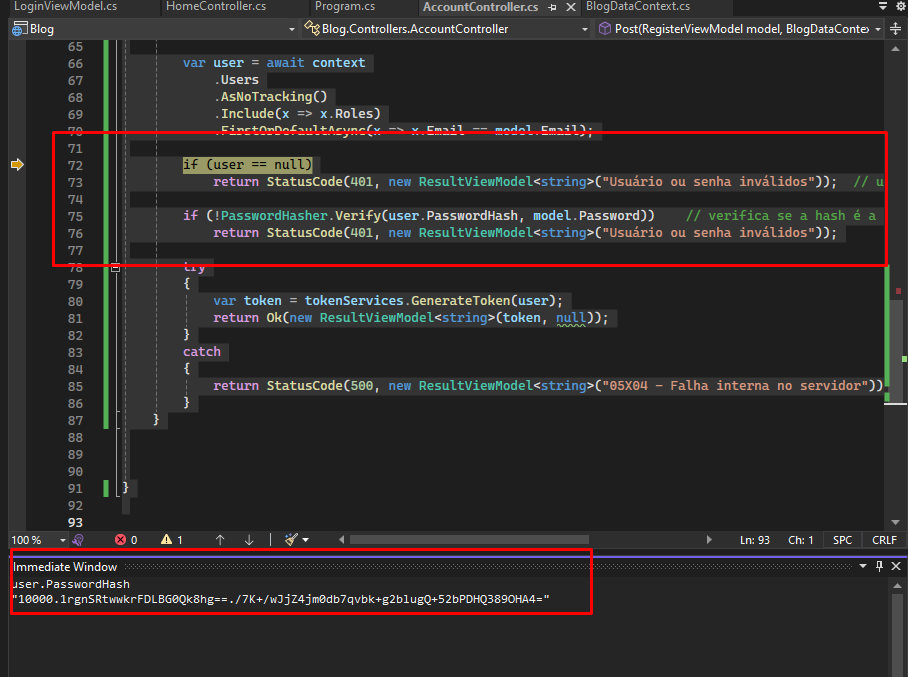 LoginViewModel.cs HomeController.cs Program.cs AccountController.cs BlogDataContext.cs
Blog Blog.Controllers.AccountController Post(RegisterViewModel model, BlogDataContex
65
66 var user = await context
67 .Users
68 .AsNoTracking()
69 .Include(x => x.Roles)
70 .FirstOrDefaultAsync(x => x.Email == model.Email);
71
72 if (user == null)
73 return StatusCode(401, new ResultViewModel<string>("Usuário ou senha inválidos")); // u
74
75 if (!PasswordHasher.Verify(user.PasswordHash, model.Password)) // verifica se a hash é a
76 return StatusCode(401, new ResultViewModel<string>("Usuário ou senha inválidos"));
77
78 try
79 {
80 var token = tokenServices.GenerateToken(user);
81 return Ok(new ResultViewModel<string>(token, null));
82 }
83 catch
84 {
85 return StatusCode(500, new ResultViewModel<string>("05X04 - Falha interna no servidor"))
86 }
87 }
88
89
90
91 }
92
93
100 % 0 1 Ln: 93 Ch: 1 SPC CRLF
Immediate Window
user.PasswordHash
"10000.1rgnSRtwwkrFDLBG0Qk8hg==./7K+/wJjZ4jm0db7qvbk+g2blugQ+52bPDHQ389OHA4="